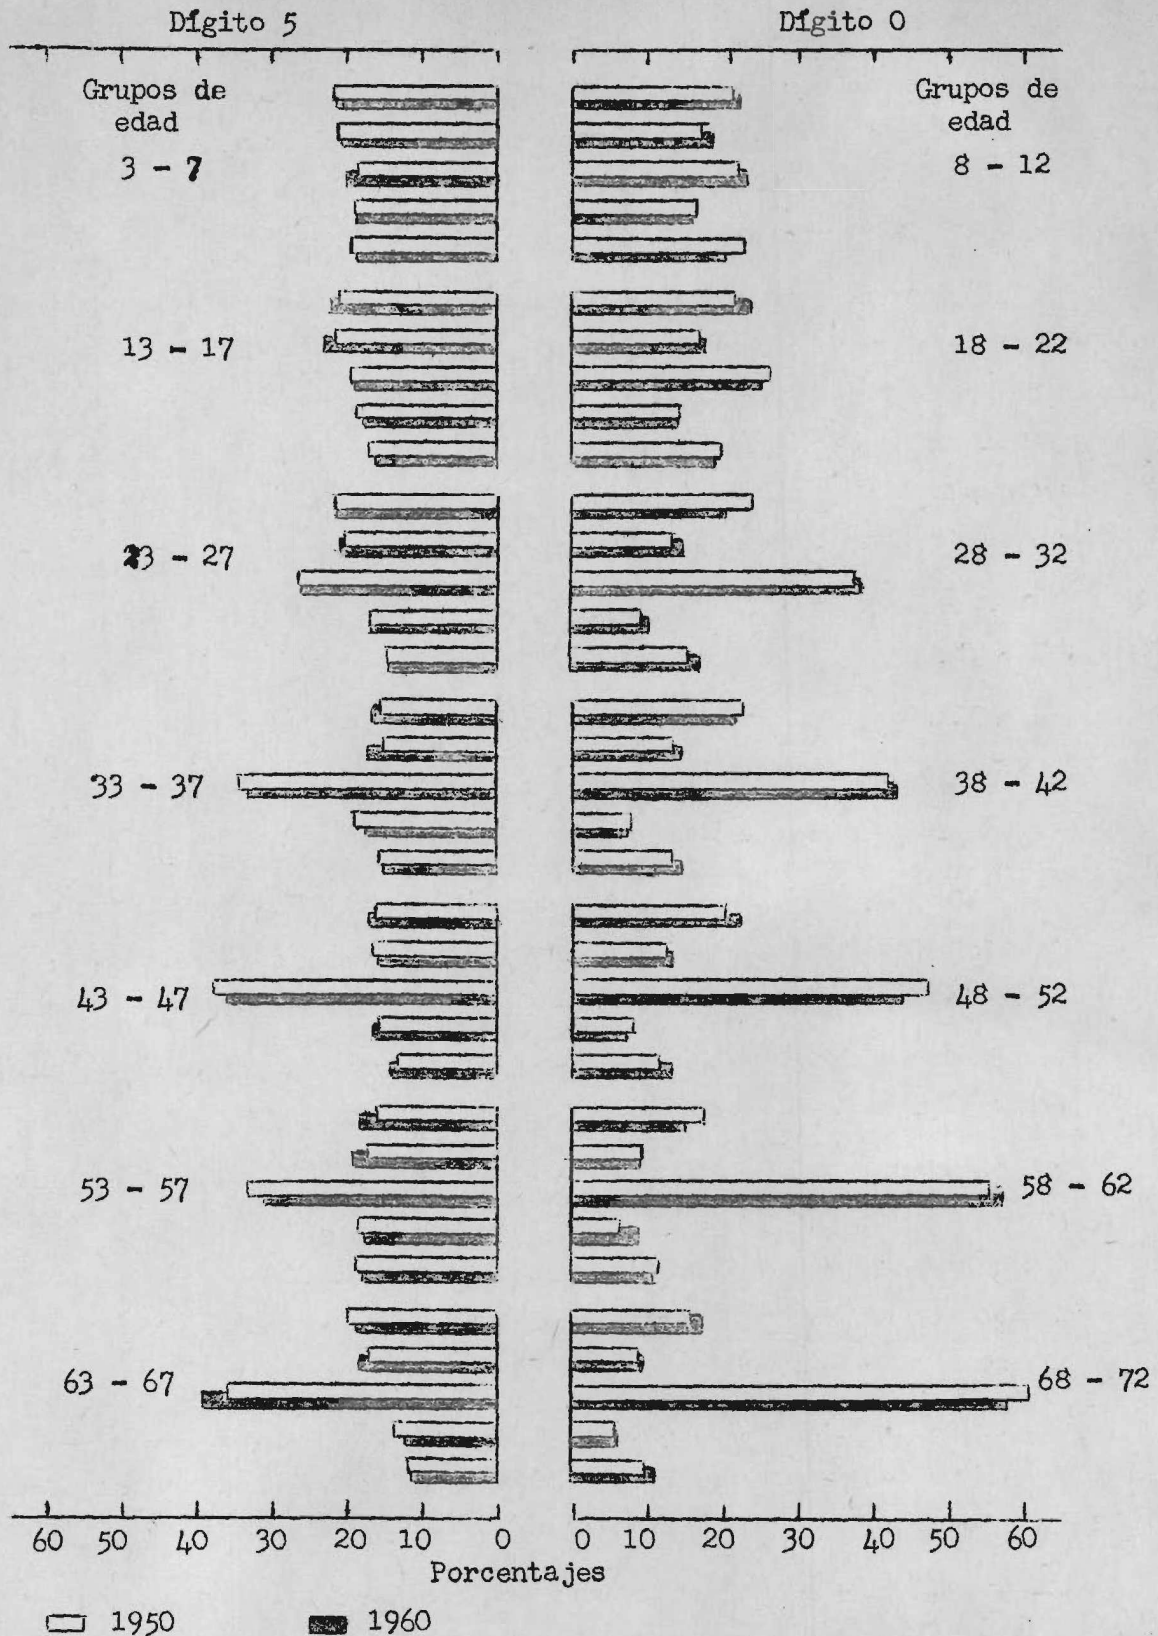 Dígito 5 Dígito 0
Grupos de Grupos de
edad edad
3 - 7 8 - 12
13 - 17 18 - 22
23 - 27 28 - 32
33 - 37 38 - 42
43 - 47 48 - 52
53 - 57 58 - 62
63 - 67 68 - 72
60 50 40 30 20 10 0 0 10 20 30 40 50 60
Porcentajes
1950 1960